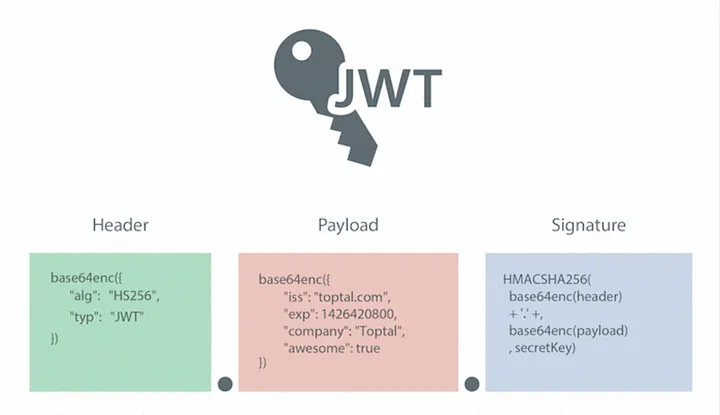 JWT
Header
base64enc({
"alg": "HS256",
"typ": "JWT"
})
Payload
base64enc({
"iss": "toptal.com",
"exp": 1426420800,
"company": "Toptal",
"awesome": true
})
Signature
HMACSHA256(
base64enc(header)
+ '.' +,
base64enc(payload)
, secretKey)